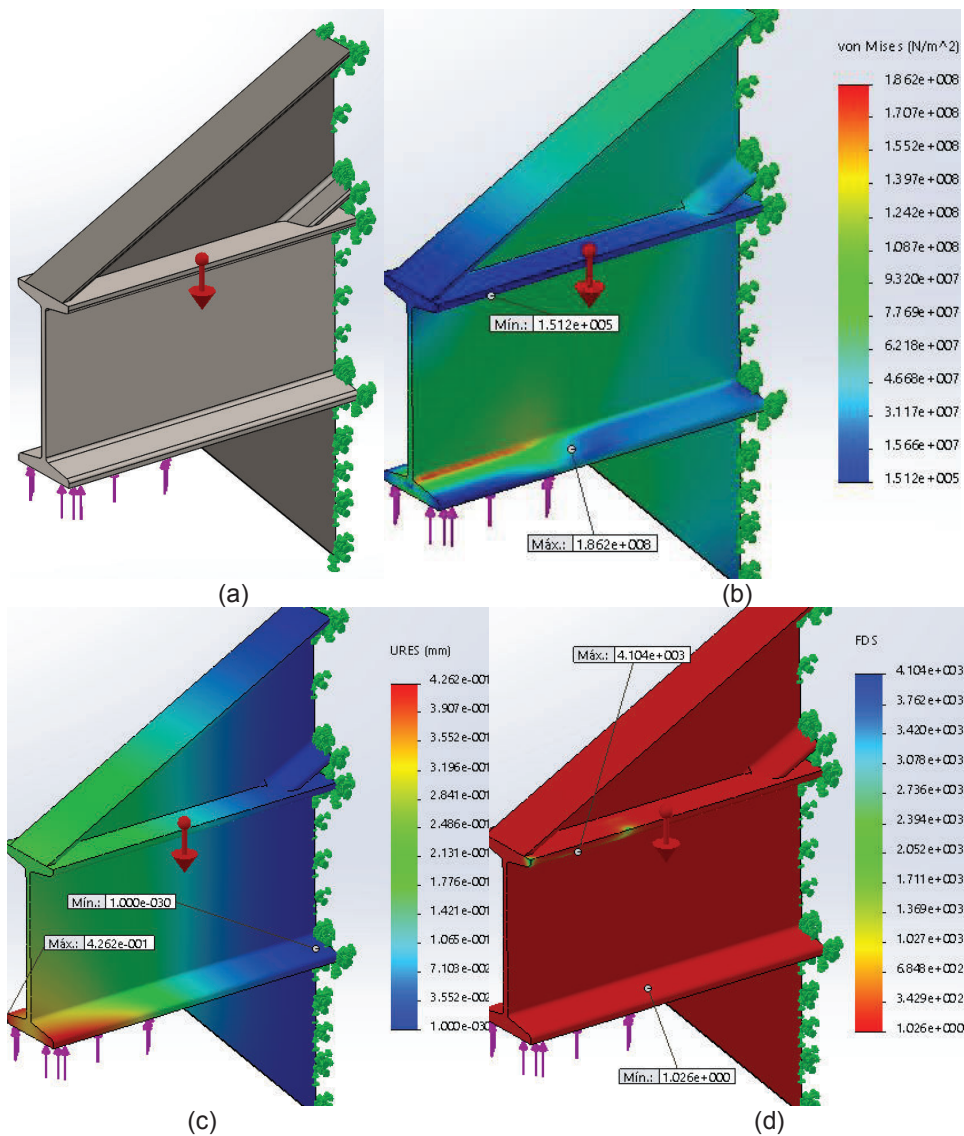 von Mises (N/m^2)
1.862e+008
1.707e+008
1.552e+008
1.397e+008
1.242e+008
1.087e+008
9.320e+007
7.769e+007
6.218e+007
4.668e+007
3.117e+007
1.566e+007
1.512e+005
Mín.: 1.512e+005
Máx.: 1.862e+008
(a)
(b)
URES (mm)
4.262e-001
3.907e-001
3.552e-001
3.196e-001
2.841e-001
2.486e-001
2.131e-001
1.776e-001
1.421e-001
1.065e-001
7.103e-002
3.552e-002
1.000e-030
Mín.: 1.000e-030
Máx.: 4.262e-001
(c)
FDS
4.104e+003
3.762e+003
3.420e+003
3.078e+003
2.736e+003
2.394e+003
2.052e+003
1.711e+003
1.369e+003
1.027e+003
6.848e+002
3.429e+002
1.026e+000
Máx.: 4.104e+003
Mín.: 1.026e+000
(d)